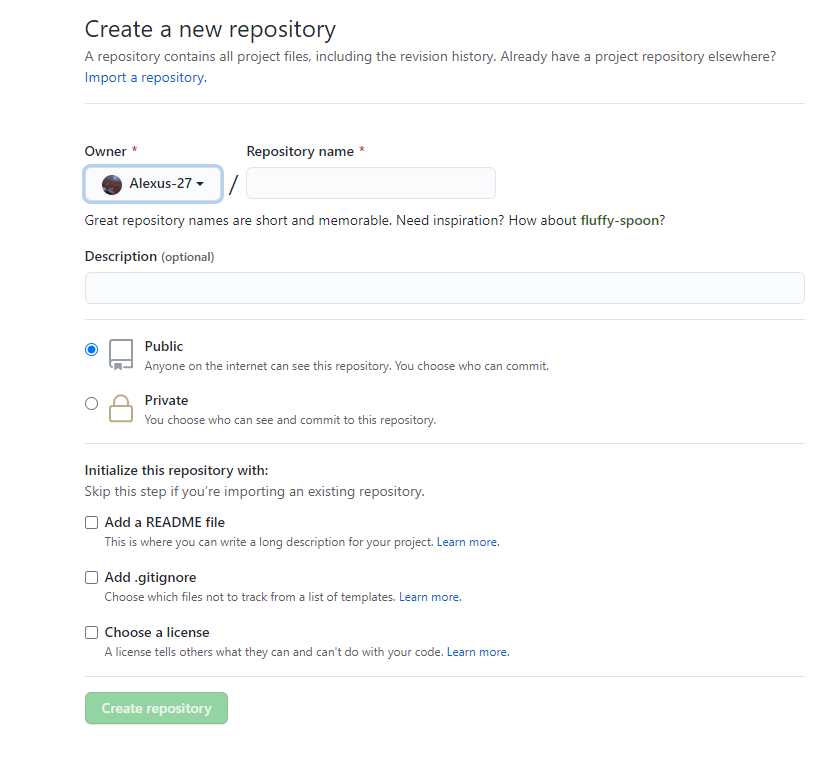 Create a new repository
A repository contains all project files, including the revision history. Already have a project repository elsewhere?
Import a repository.
Owner * Repository name *
Alexus-27 /
Great repository names are short and memorable. Need inspiration? How about fluffy-spoon?
Description (optional)
Public
Anyone on the internet can see this repository. You choose who can commit.
Private
You choose who can see and commit to this repository.
Initialize this repository with:
Skip this step if you're importing an existing repository.
Add a README file
This is where you can write a long description for your project. Learn more.
Add .gitignore
Choose which files not to track from a list of templates. Learn more.
Choose a license
A license tells others what they can and can't do with your code. Learn more.
Create repository